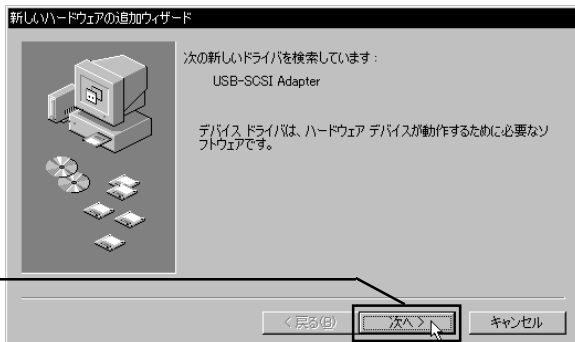 新しいハードウェアの追加ウィザード
次の新しいドライバを検索しています：
USB-SCSI Adapter
デバイス ドライバは、ハードウェア デバイスが動作するために必要なソ
フトウェアです。
< 戻る(B)
次へ >
キャンセル